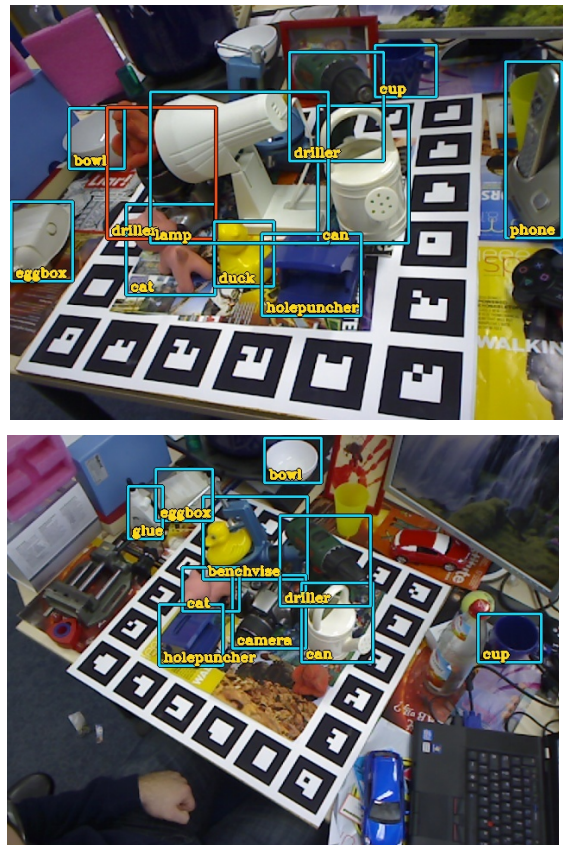 cup
bowl
driller
driller
lamp
can
phone
eggbox
cat
duck
holepuncher
WALKIN
bowl
eggbox
glue
benchvise
cat
driller
camera
can
holepuncher
cup